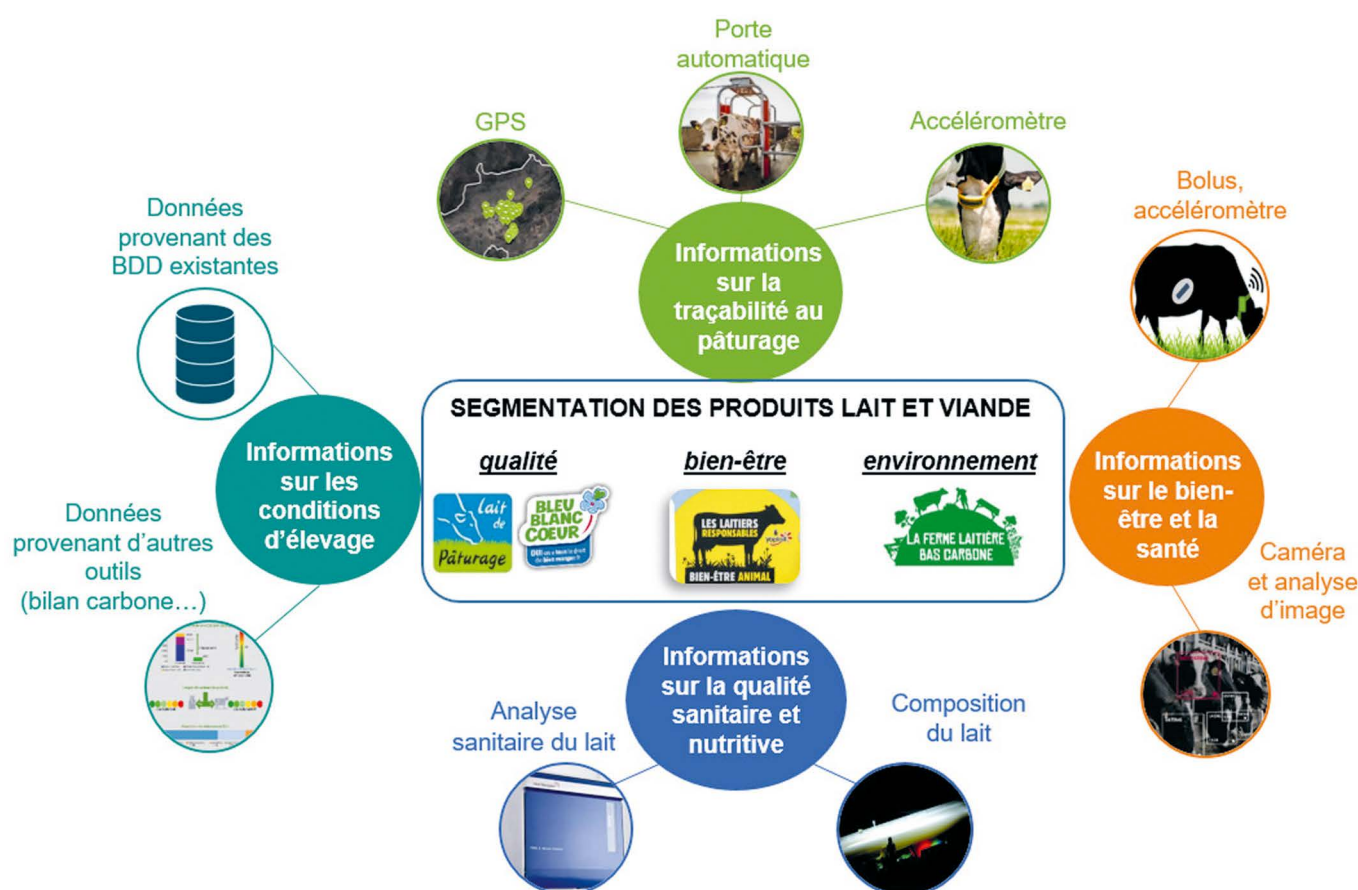 Porte
automatique
GPS
Accéléromètre
Bolus,
accéléromètre
Données
provenant des
BDD existantes
Informations
sur la
traçabilité au
pâturage
SEGMENTATION DES PRODUITS LAIT ET VIANDE
qualité
bien-être
environnement
lait
de
Pâturage
BLEU
BLANC
COEUR
LES LAITIERS
RESPONSABLES
BIEN-ÊTRE ANIMAL
LA FERME LAITIÈRE
BAS CARBONE
Informations
sur les
conditions
d'élevage
Informations
sur le bien-
être et la
santé
Données
provenant d'autres
outils
(bilan carbone…)
Caméra
et analyse
d'image
Informations
sur la qualité
sanitaire et
nutritive
Analyse
sanitaire du lait
Composition
du lait